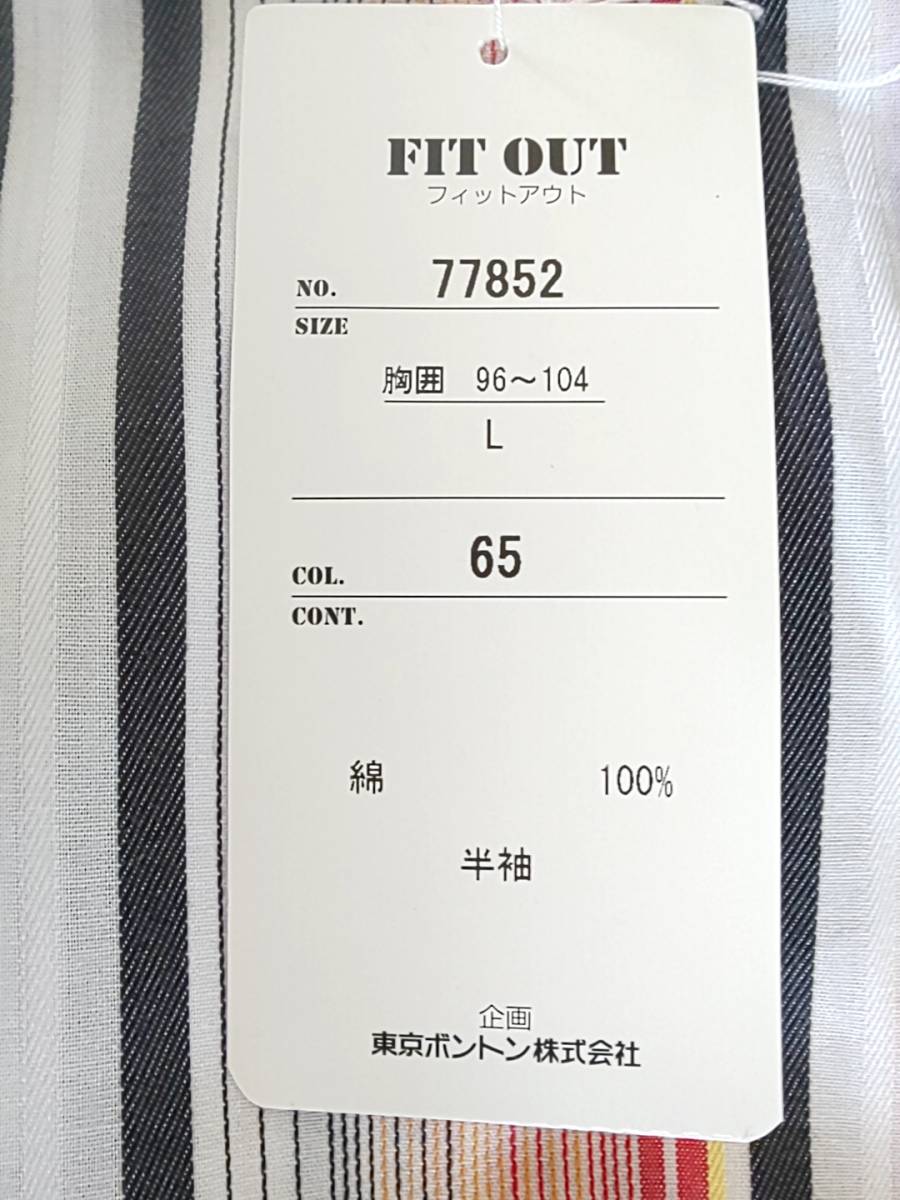 FIT OUT
フィットアウト
NO. 77852
SIZE
胸囲 96～104
L
COL. 65
CONT.
綿 100%
半袖
企画
東京ボントン株式会社